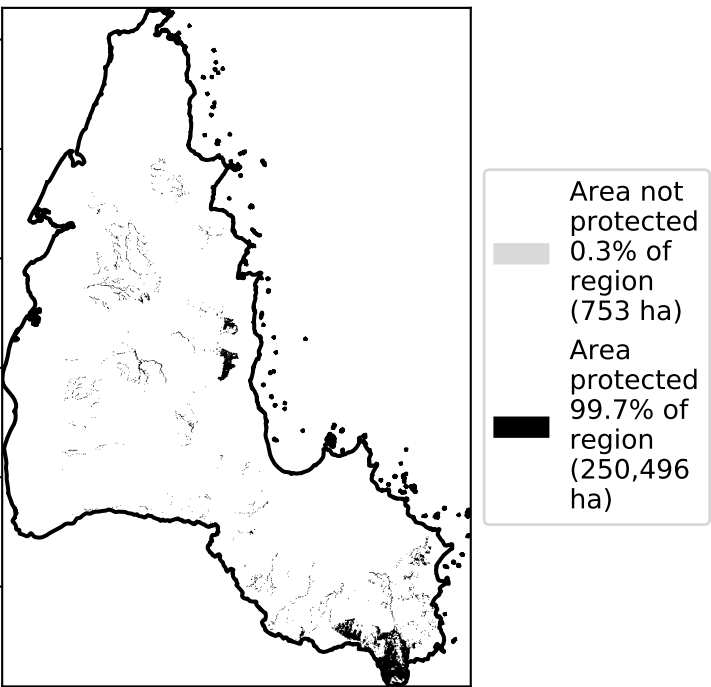 Area not
protected
0.3% of
region
(753 ha)
Area
protected
99.7% of
region
(250,496
ha)